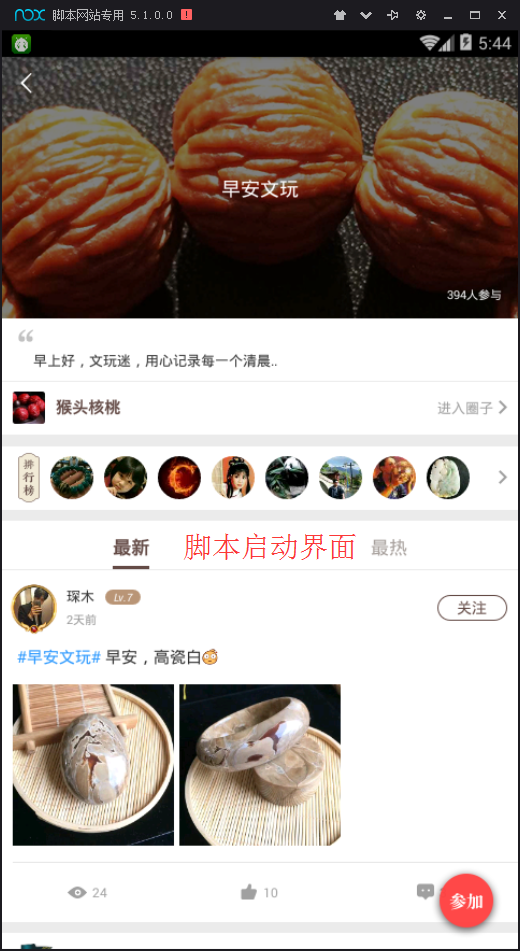 nox 脚本网站专用 5.1.0.0
5:44
早安文玩
394人参与
早上好，文玩迷，用心记录每一个清晨..
猴头核桃
进入圈子
排行榜
最新
脚本启动界面
最热
琛木
Lv.7
2天前
关注
#早安文玩# 早安，高瓷白
24
10
参加